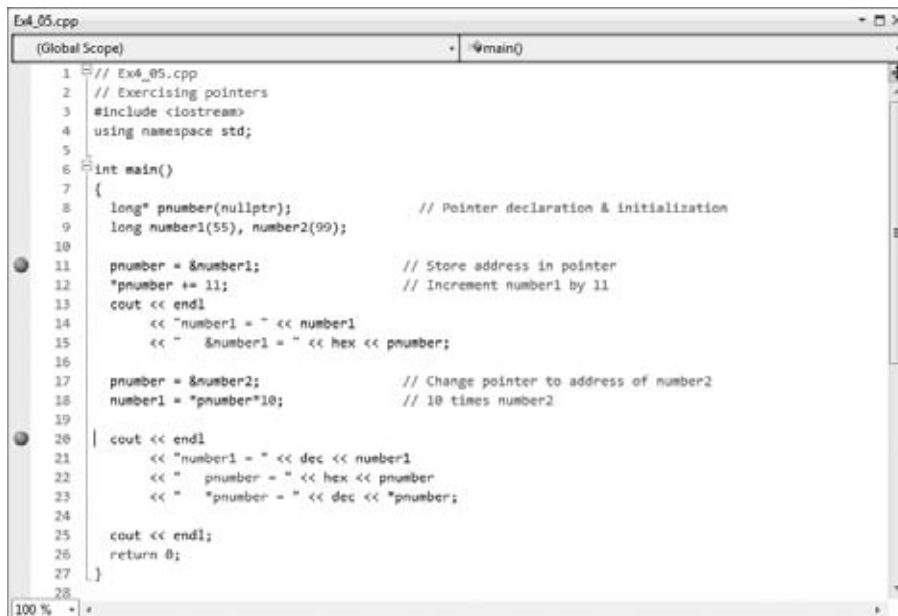 Ex4_05.cpp
(Global Scope) main()
1 // Ex4_05.cpp
2 // Exercising pointers
3 #include <iostream>
4 using namespace std;
5
6 int main()
7 {
8 long* pnumber(nullptr); // Pointer declaration & initialization
9 long number1(55), number2(99);
10
11 pnumber = &number1; // Store address in pointer
12 *pnumber += 11; // Increment number1 by 11
13 cout << endl
14 << "number1 = " << number1
15 << "   &number1 = " << hex << pnumber;
16
17 pnumber = &number2; // Change pointer to address of number2
18 number1 = *pnumber*10; // 10 times number2
19
20 cout << endl
21 << "number1 = " << dec << number1
22 << "   pnumber = " << hex << pnumber
23 << "   *pnumber = " << dec << *pnumber;
24
25 cout << endl;
26 return 0;
27 }
28
100 %